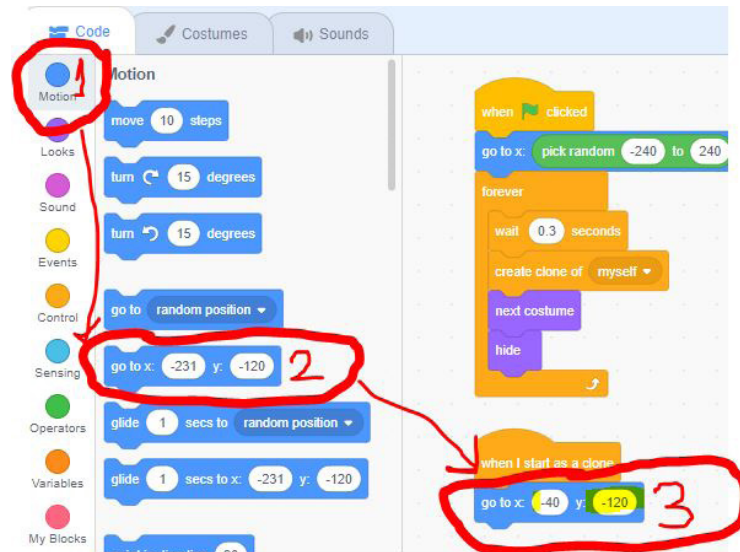 Code
Costumes
Sounds
1
Motion
Looks
Sound
Events
Control
Sensing
Operators
Variables
My Blocks
Motion
move 10 steps
turn 15 degrees
turn 15 degrees
go to random position
go to x: -231 y: -120
2
glide 1 secs to random position
glide 1 secs to x: -231 y: -120
when clicked
go to x: pick random -240 to 240
forever
wait 0.3 seconds
create clone of myself
next costume
hide
when I start as a clone
go to x: -40 y: -120
3